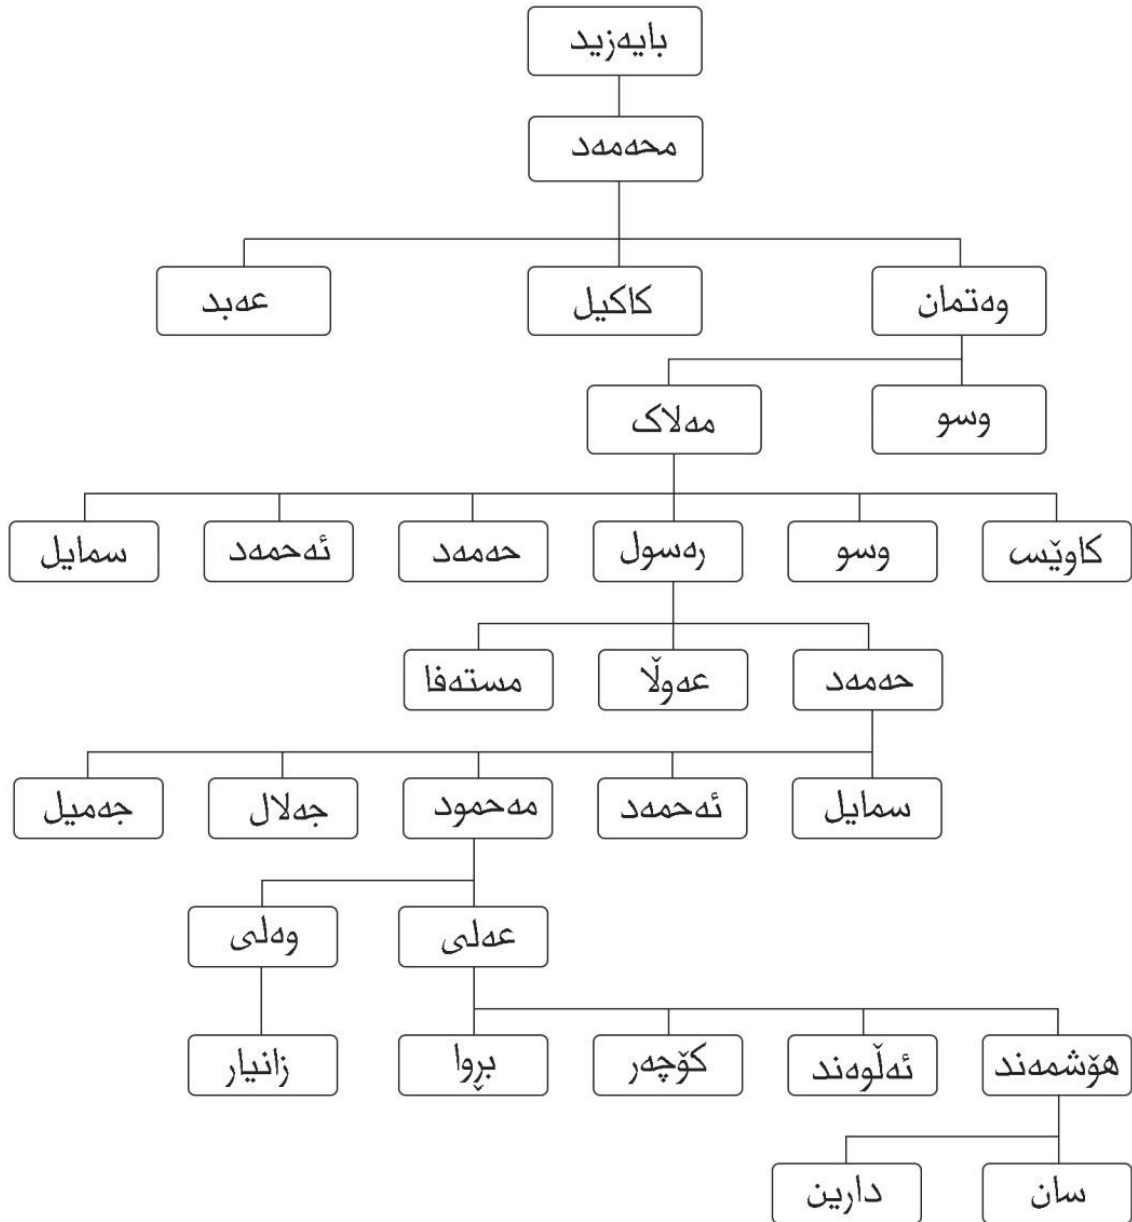 بایەزید
محەمەد
وەتمان
کاکیل
عەبد
وسو
مەلاک
کاوێس
وسو
رەسول
حەمەد
ئەحمەد
سمایل
حەمەد
عەوڵا
مستەفا
سمایل
ئەحمەد
مەحمود
جەلال
جەمیل
عەلی
وەلی
هۆشمەند
ئەڵوەند
کۆچەر
بڕوا
زانیار
سان
دارین